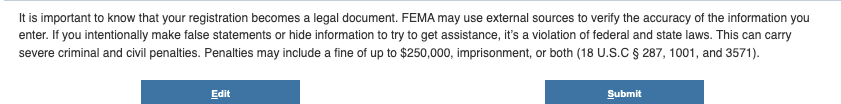 It is important to know that your registration becomes a legal document. FEMA may use external sources to verify the accuracy of the information you
enter. If you intentionally make false statements or hide information to try to get assistance, it's a violation of federal and state laws. This can carry
severe criminal and civil penalties. Penalties may include a fine of up to $250,000, imprisonment, or both (18 U.S.C § 287, 1001, and 3571).
Edit Submit